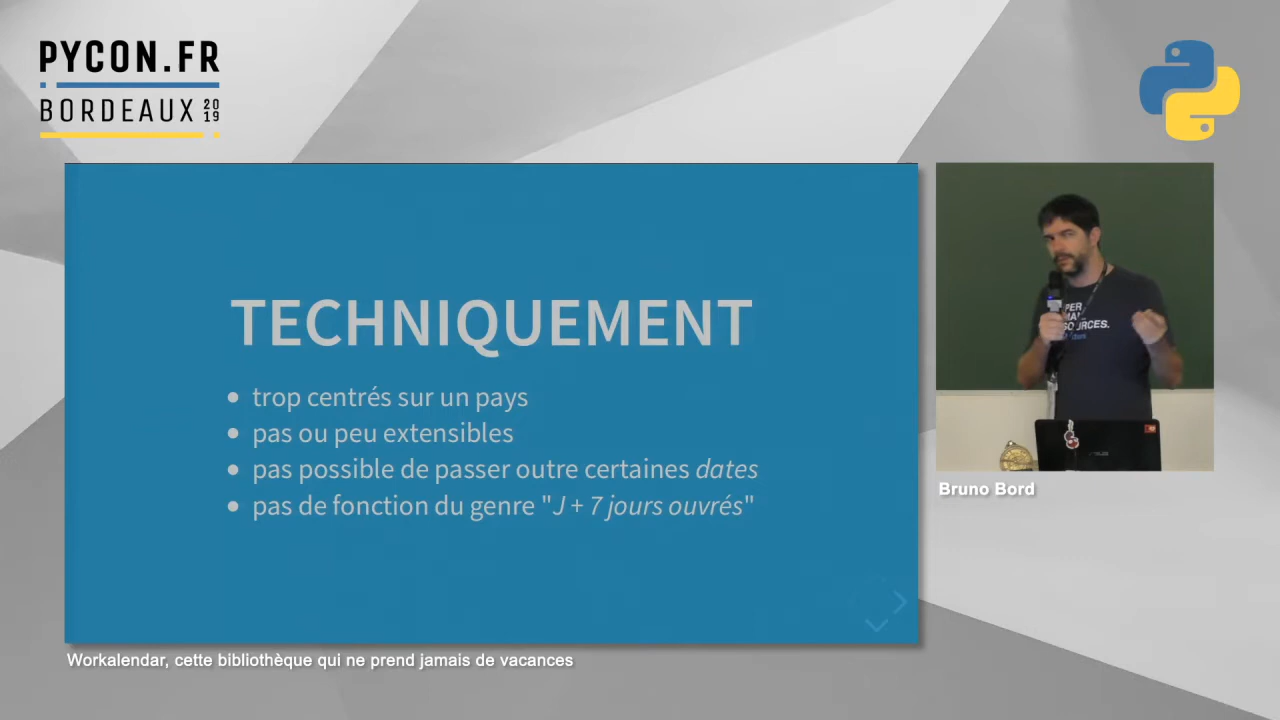 PYCON.FR
BORDEAUX 2019
TECHNIQUEMENT
trop centrés sur un pays
pas ou peu extensibles
pas possible de passer outre certaines dates
pas de fonction du genre "J + 7 jours ouvrés"
SOURCES.
Bruno Bord
Workalendar, cette bibliothèque qui ne prend jamais de vacances